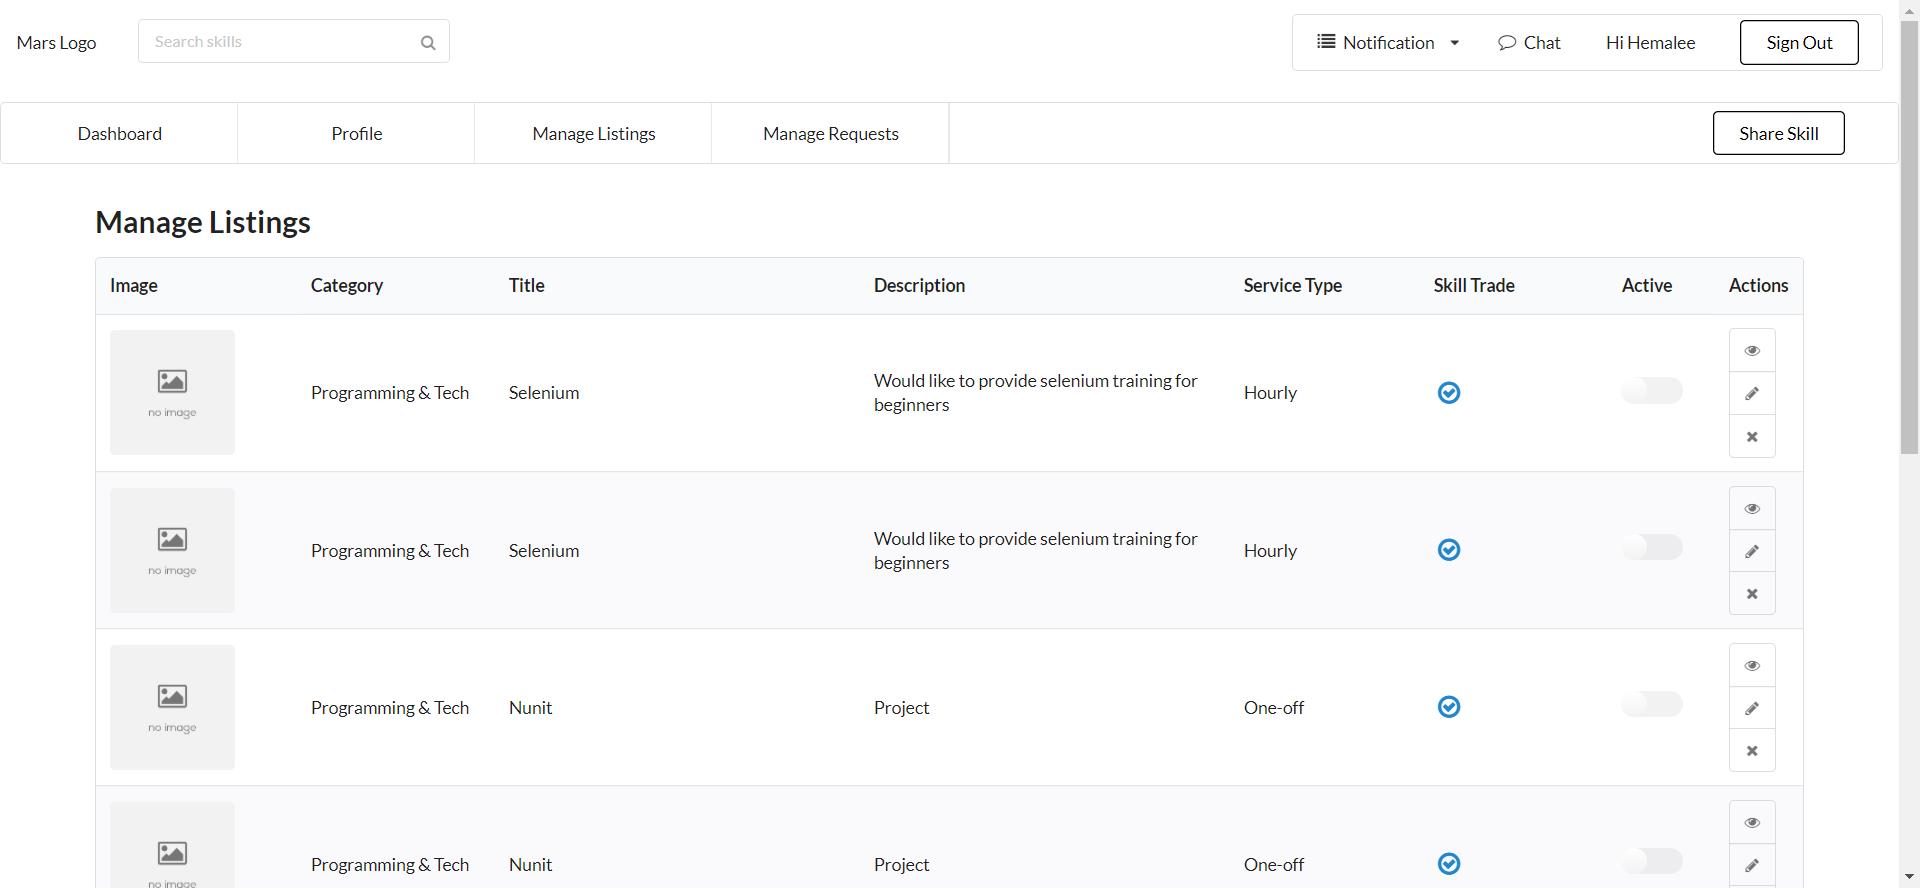 Mars Logo
Search skills
Notification
Chat
Hi Hemalee
Sign Out
Dashboard
Profile
Manage Listings
Manage Requests
Share Skill
Manage Listings
Image Category Title Description Service Type Skill Trade Active Actions
no image
Programming & Tech
Selenium
Would like to provide selenium training for
beginners
Hourly
no image
Programming & Tech
Selenium
Would like to provide selenium training for
beginners
Hourly
no image
Programming & Tech
Nunit
Project
One-off
no image
Programming & Tech
Nunit
Project
One-off